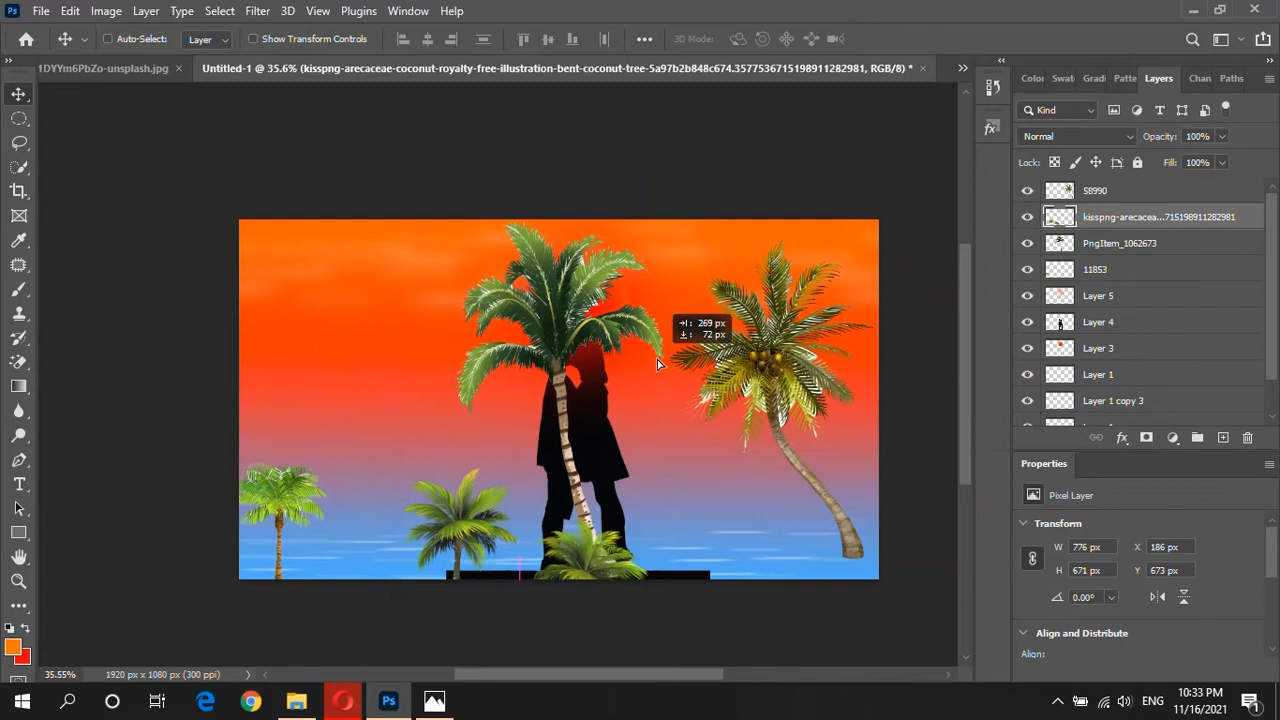 Ps File Edit Image Layer Type Select Filter 3D View Plugins Window Help
Auto-Select: Layer Show Transform Controls 3D Mode:
1DYYm6PbZo-unsplash.jpg × Untitled-1 @ 35.6% (kisspng-arecaceae-coconut-royalty-free-illustration-bent-coconut-tree-5a97b2b848c674.3577536715198911282981, RGB/8) * ×
Color Swat Gradi Patte Layers Chan Paths
Kind
Normal Opacity: 100%
Lock: Fill: 100%
58990
kisspng-arecacea...715198911282981
PngItem_1062673
11853
Layer 5
Layer 4
Layer 3
Layer 1
Layer 1 copy 3
269 px
72 px
Properties
Pixel Layer
Transform
W 776 px X 186 px
H 671 px Y 673 px
0.00°
Align and Distribute
Align:
35.55% 1920 px x 1080 px (300 ppi)
Ps ENG 10:33 PM
11/16/2021 1